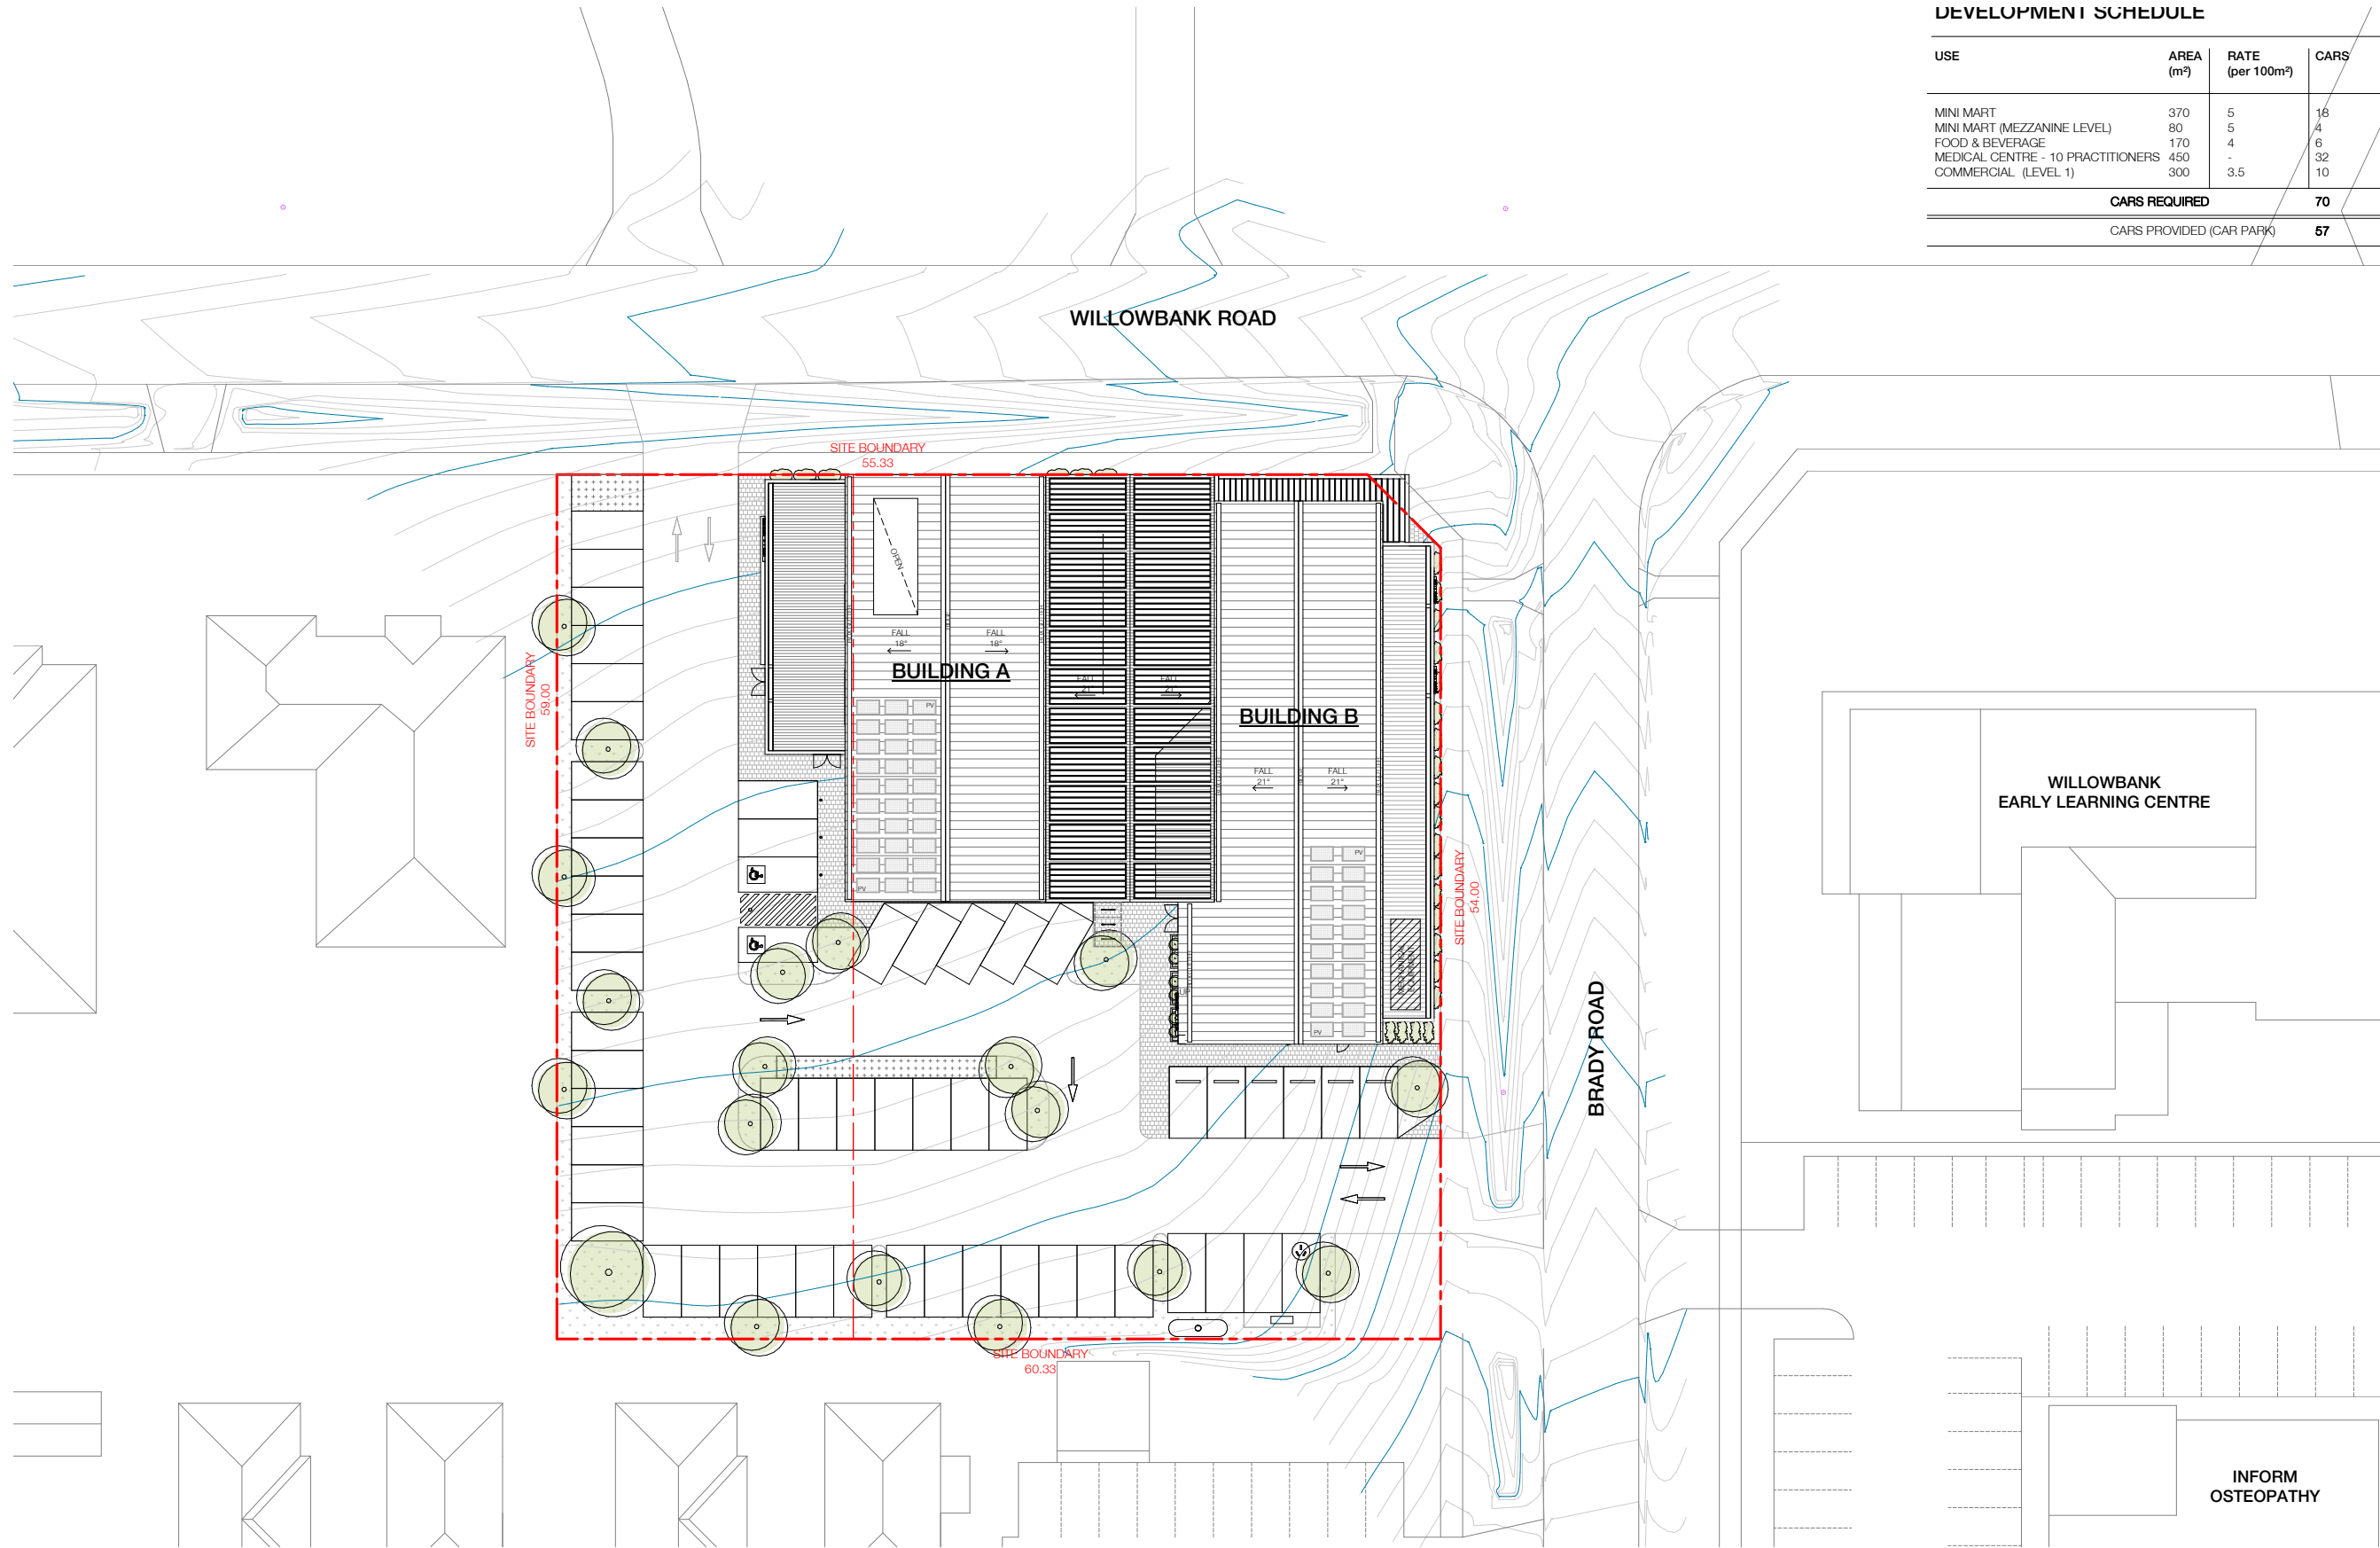 DEVELOPMENT SCHEDULE
USE AREA (m²) RATE (per 100m²) CARS
MINI MART 370 5 18
MINI MART (MEZZANINE LEVEL) 80 5 4
FOOD & BEVERAGE 170 4 6
MEDICAL CENTRE - 10 PRACTITIONERS 450 - 32
COMMERCIAL (LEVEL 1) 300 3.5 10
CARS REQUIRED 70
CARS PROVIDED (CAR PARK) 57
WILLOWBANK ROAD
SITE BOUNDARY
55.33
OPEN
FALL
18°
FALL
18°
BUILDING A
SITE BOUNDARY
59.00
FALL
21°
FALL
21°
PV
BUILDING B
FALL
21°
FALL
21°
WILLOWBANK
EARLY LEARNING CENTRE
PV
PV
SITE BOUNDARY
54.00
PV
BRADY ROAD
SITE BOUNDARY
60.33
INFORM
OSTEOPATHY